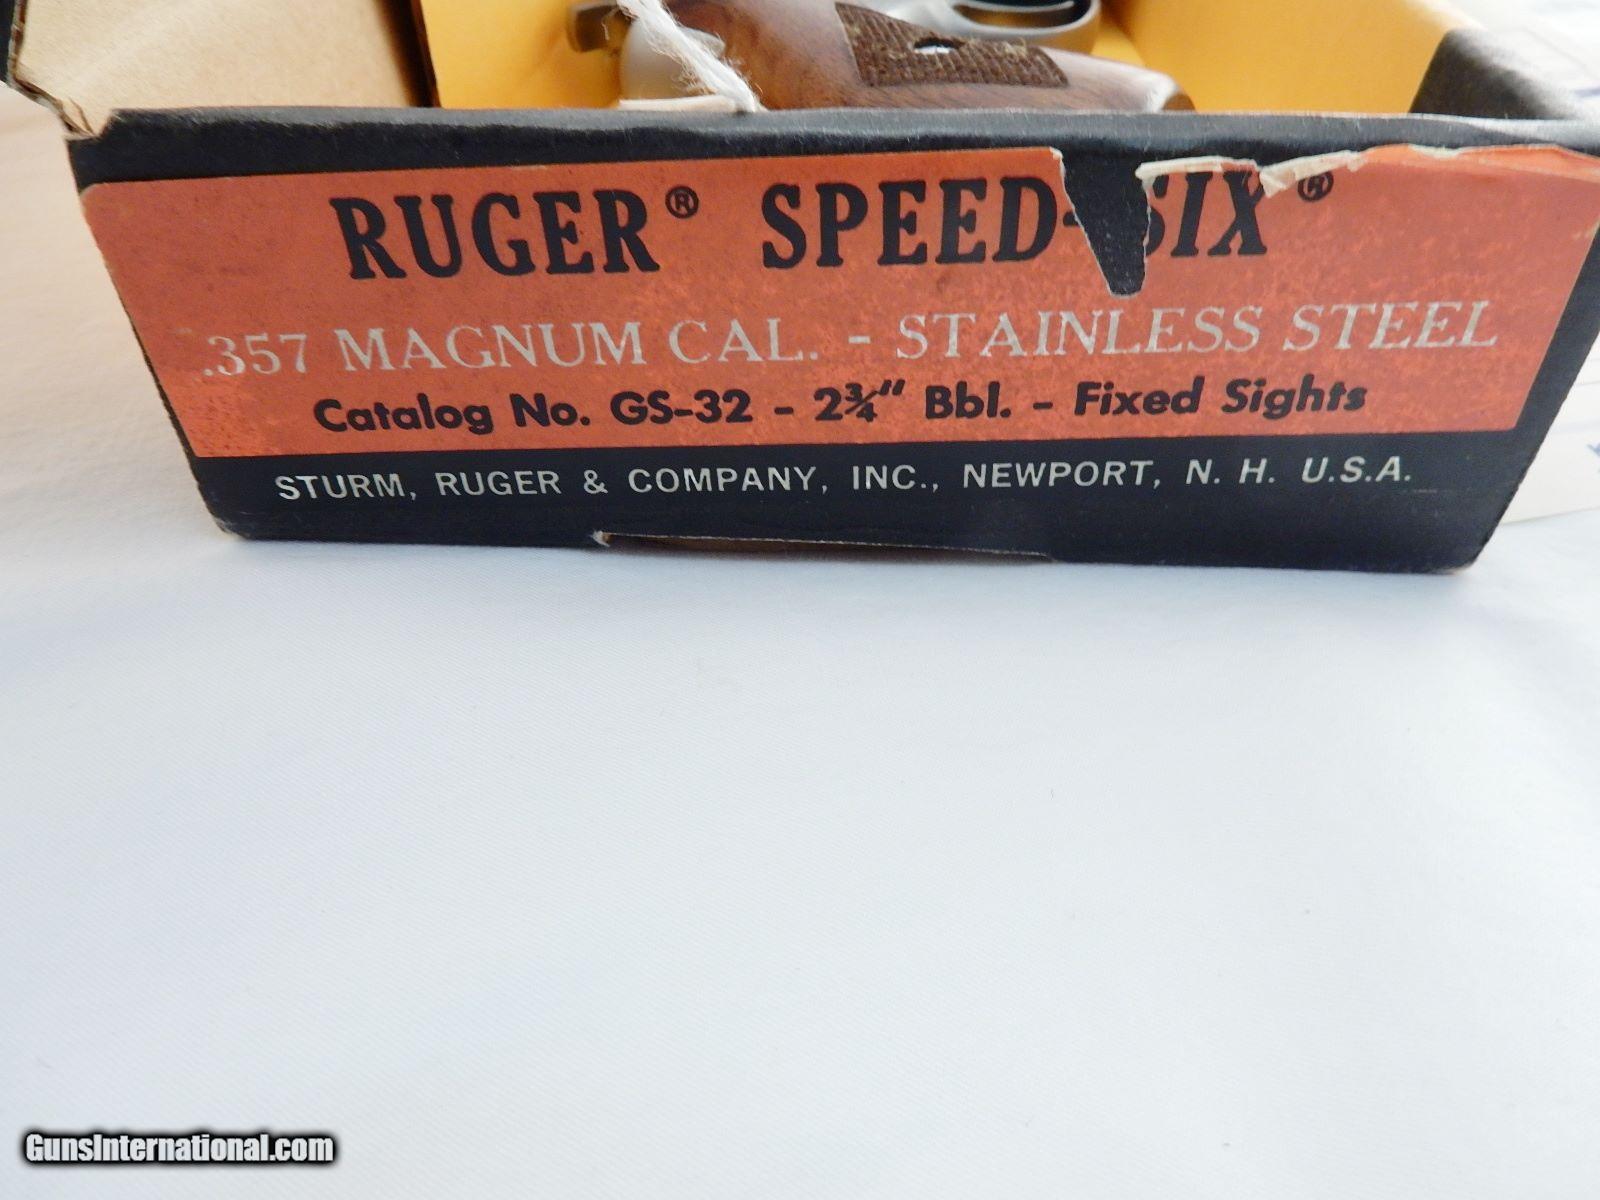 RUGER® SPEED-SIX®
.357 MAGNUM CAL. - STAINLESS STEEL
Catalog No. GS-32 - 2¾" Bbl. - Fixed Sights
STURM, RUGER & COMPANY, INC., NEWPORT, N. H. U.S.A.
GunsInternational.com